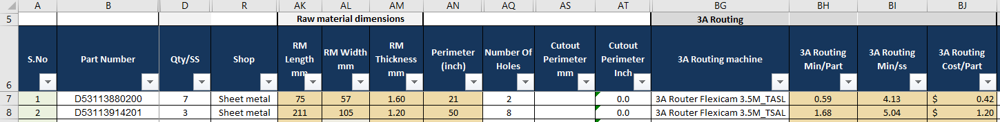 A B D R AK AL AM AN AQ AS AT BG BH BI BJ
5 Raw material dimensions 3A Routing
6 S.No Part Number Qty/SS Shop RM Length mm RM Width mm RM Thickness mm Perimeter (inch) Number Of Holes Cutout Perimeter mm Cutout Perimeter Inch 3A Routing machine 3A Routing Min/Part 3A Routing Min/ss 3A Routing Cost/Part
7 1 D53113880200 7 Sheet metal 75 57 1.60 21 2 0.0 3A Router Flexicam 3.5M_TASL 0.59 4.13 $ 0.42
8 2 D53113914201 3 Sheet metal 211 105 1.20 50 8 0.0 3A Router Flexicam 3.5M_TSAL 1.68 5.04 $ 1.20